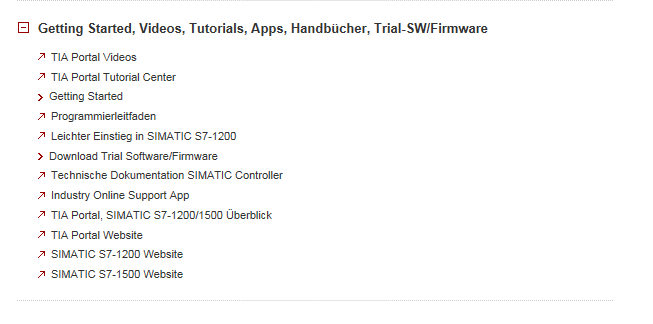 Getting Started, Videos, Tutorials, Apps, Handbücher, Trial-SW/Firmware
TIA Portal Videos
TIA Portal Tutorial Center
Getting Started
Programmierleitfaden
Leichter Einstieg in SIMATIC S7-1200
Download Trial Software/Firmware
Technische Dokumentation SIMATIC Controller
Industry Online Support App
TIA Portal, SIMATIC S7-1200/1500 Überblick
TIA Portal Website
SIMATIC S7-1200 Website
SIMATIC S7-1500 Website